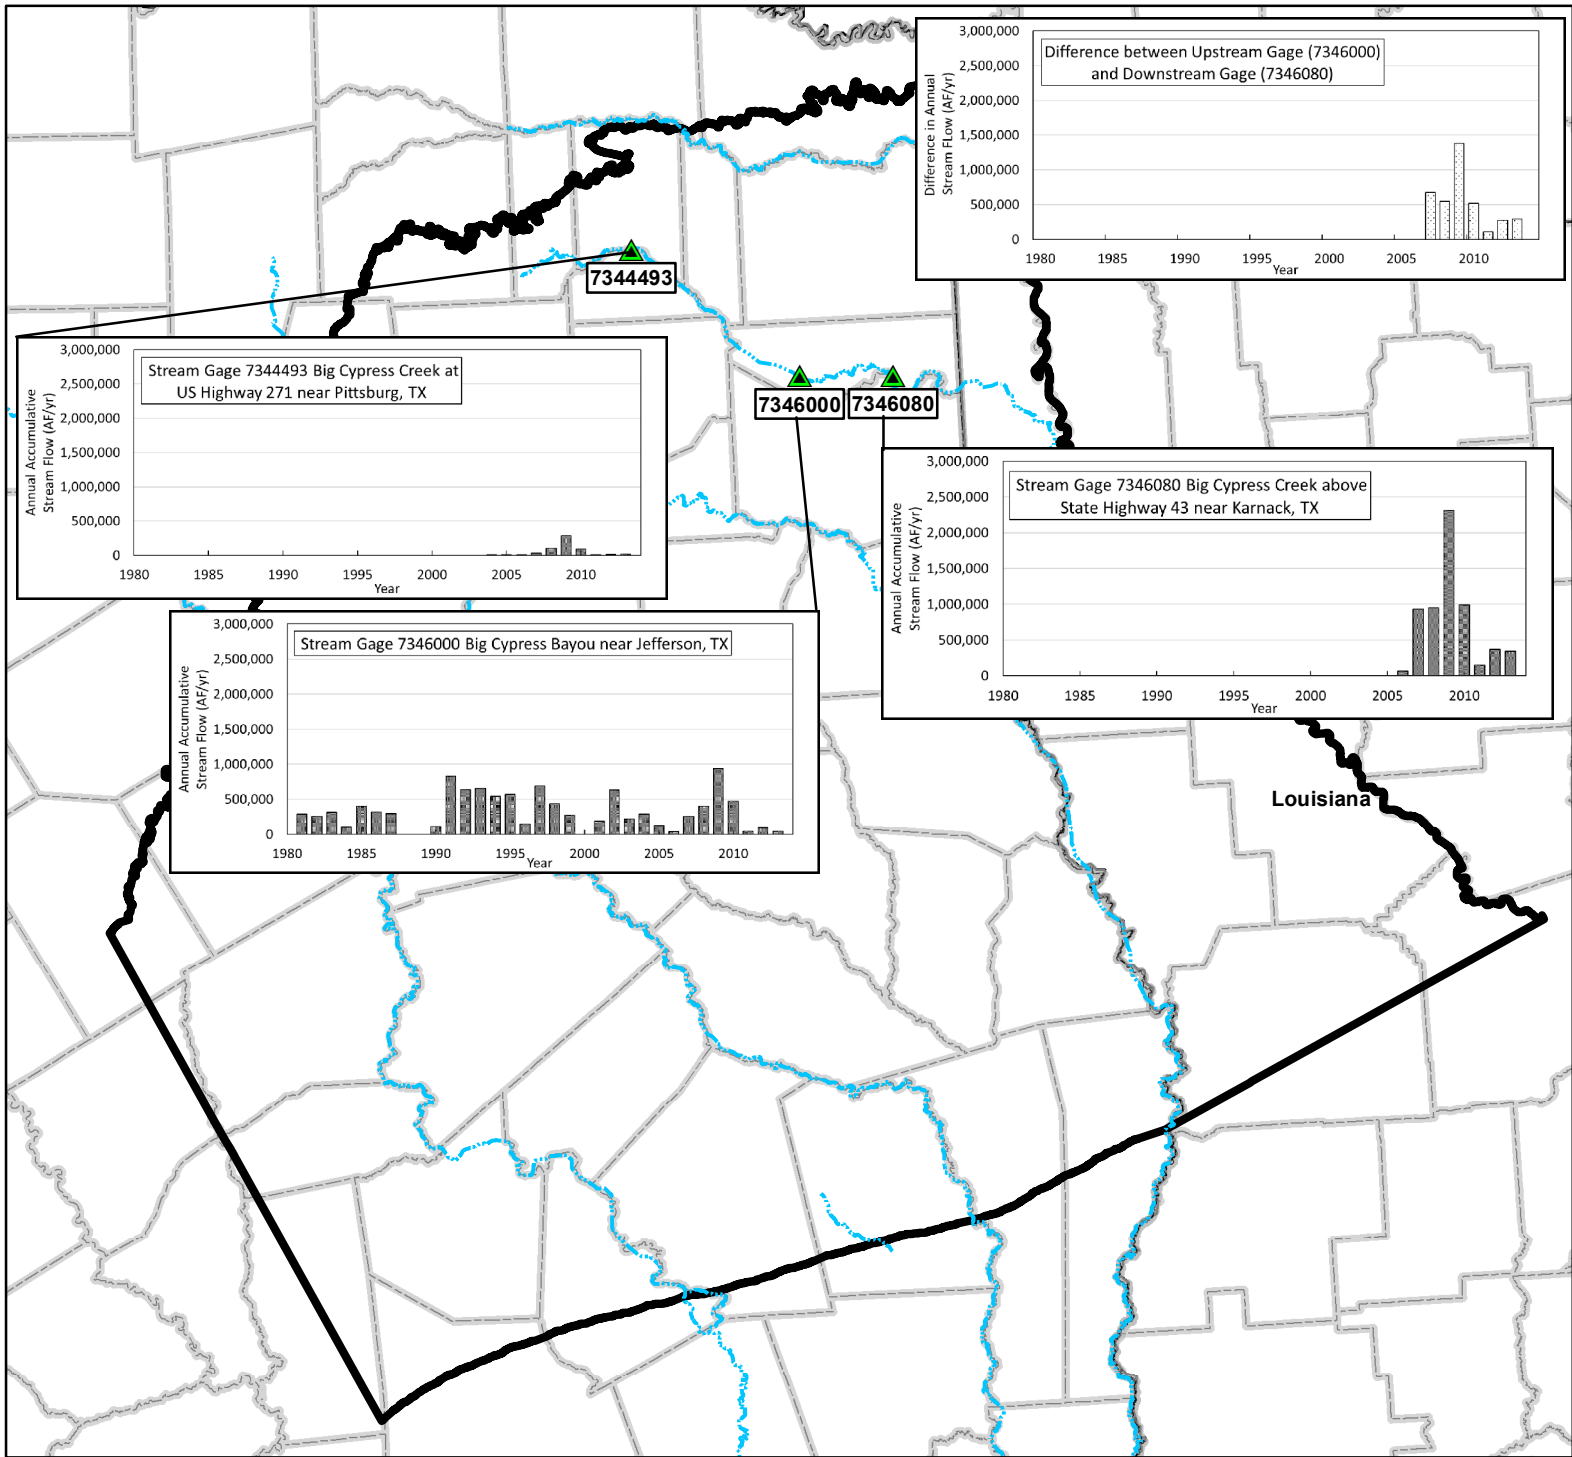 3,000,000
2,500,000
2,000,000
1,500,000
1,000,000
500,000
0
Difference in Annual
Stream Flow (AF/yr)
Difference between Upstream Gage (7346000)
and Downstream Gage (7346080)
1980 1985 1990 1995 2000 2005 2010
Year
7344493
7346000
7346080
3,000,000
2,500,000
2,000,000
1,500,000
1,000,000
500,000
0
Annual Accumulative
Stream Flow (AF/yr)
Stream Gage 7344493 Big Cypress Creek at
US Highway 271 near Pittsburg, TX
1980 1985 1990 1995 2000 2005 2010
Year
3,000,000
2,500,000
2,000,000
1,500,000
1,000,000
500,000
0
Annual Accumulative
Stream Flow (AF/yr)
Stream Gage 7346080 Big Cypress Creek above
State Highway 43 near Karnack, TX
1980 1985 1990 1995 2000 2005 2010
Year
3,000,000
2,500,000
2,000,000
1,500,000
1,000,000
500,000
0
Annual Accumulative
Stream Flow (AF/yr)
Stream Gage 7346000 Big Cypress Bayou near Jefferson, TX
1980 1985 1990 1995 2000 2005 2010
Year
Louisiana